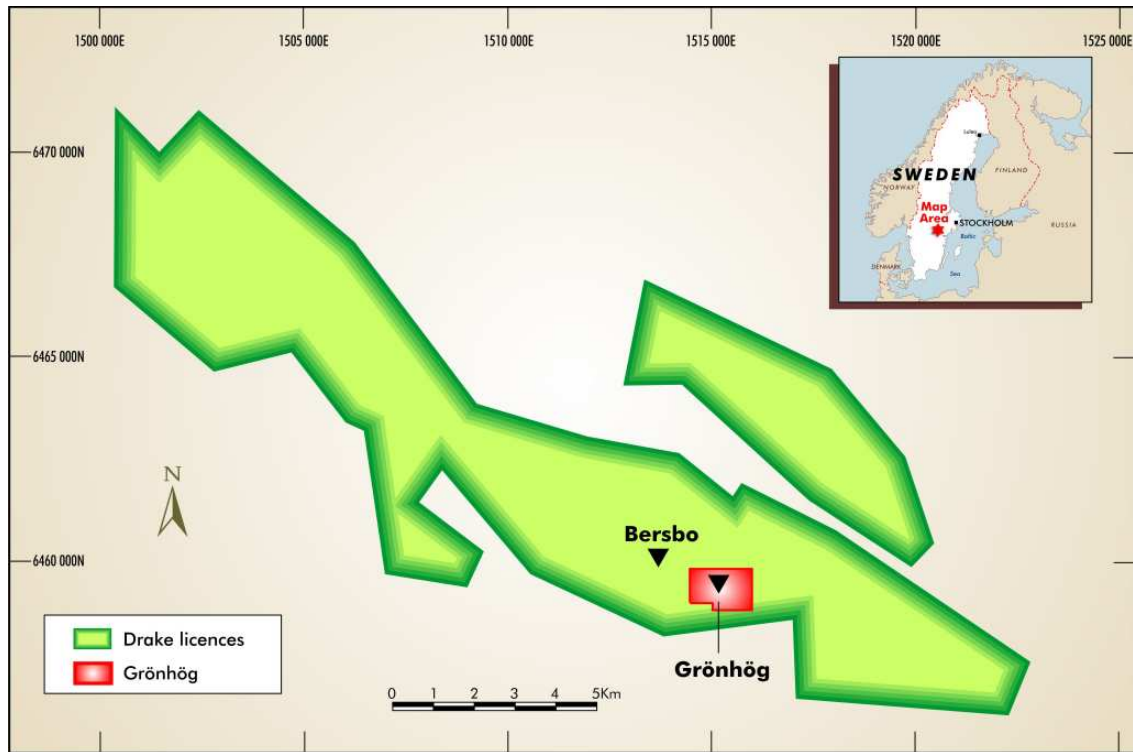 1500 000E 1505 000E 1510 000E 1515 000E 1520 000E 1525 000E
6470 000N
6465 000N
6460 000N
Luleå
SWEDEN
NORWAY
FINLAND
Map
Area
STOCKHOLM
RUSSIA
Baltic
Sea
DENMARK
N
Bersbo
Grönhög
Drake licences
Grönhög
0 1 2 3 4 5Km